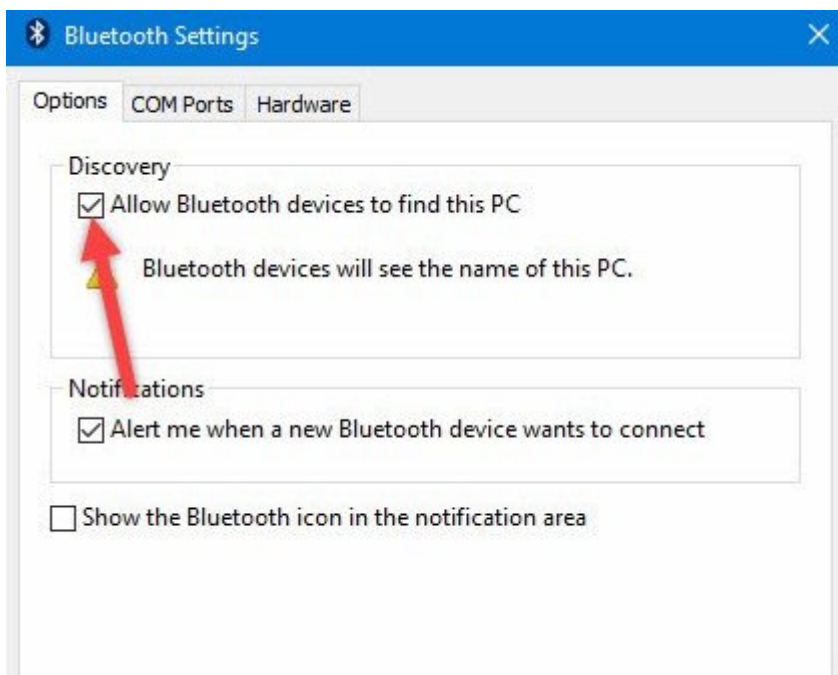 Bluetooth Settings
Options COM Ports Hardware
Discovery
Allow Bluetooth devices to find this PC
Bluetooth devices will see the name of this PC.
Notifications
Alert me when a new Bluetooth device wants to connect
Show the Bluetooth icon in the notification area